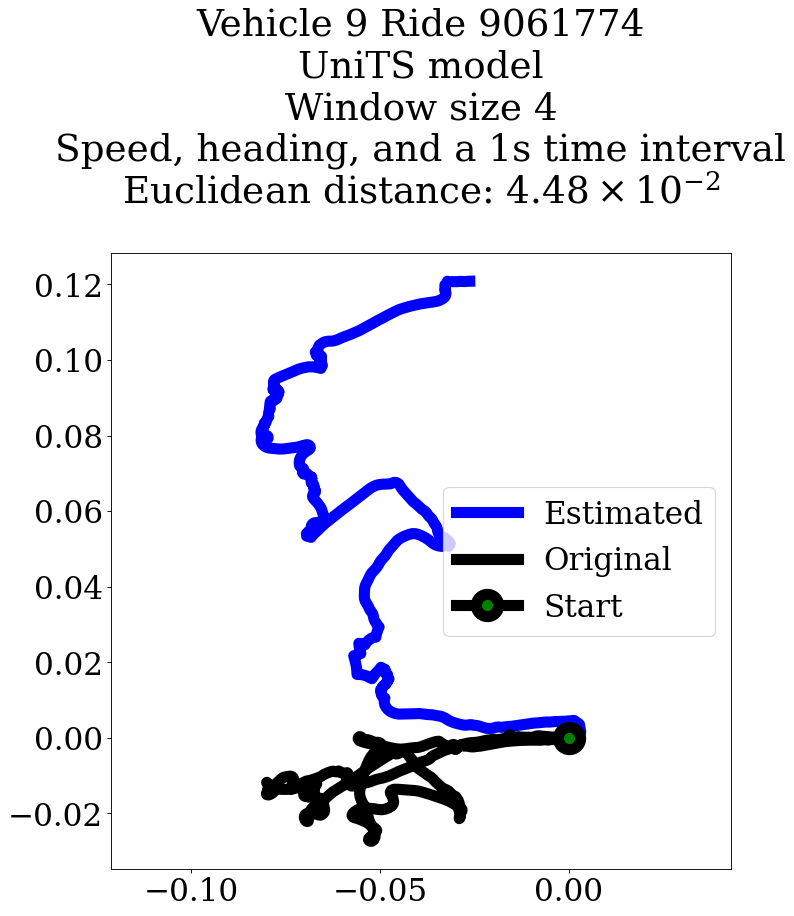 Vehicle 9 Ride 9061774
UniTS model
Window size 4
Speed, heading, and a 1s time interval
Euclidean distance: 4.48 × 10⁻²
0.12
0.10
0.08
0.06
0.04
0.02
0.00
−0.02
Estimated
Original
Start
−0.10
−0.05
0.00